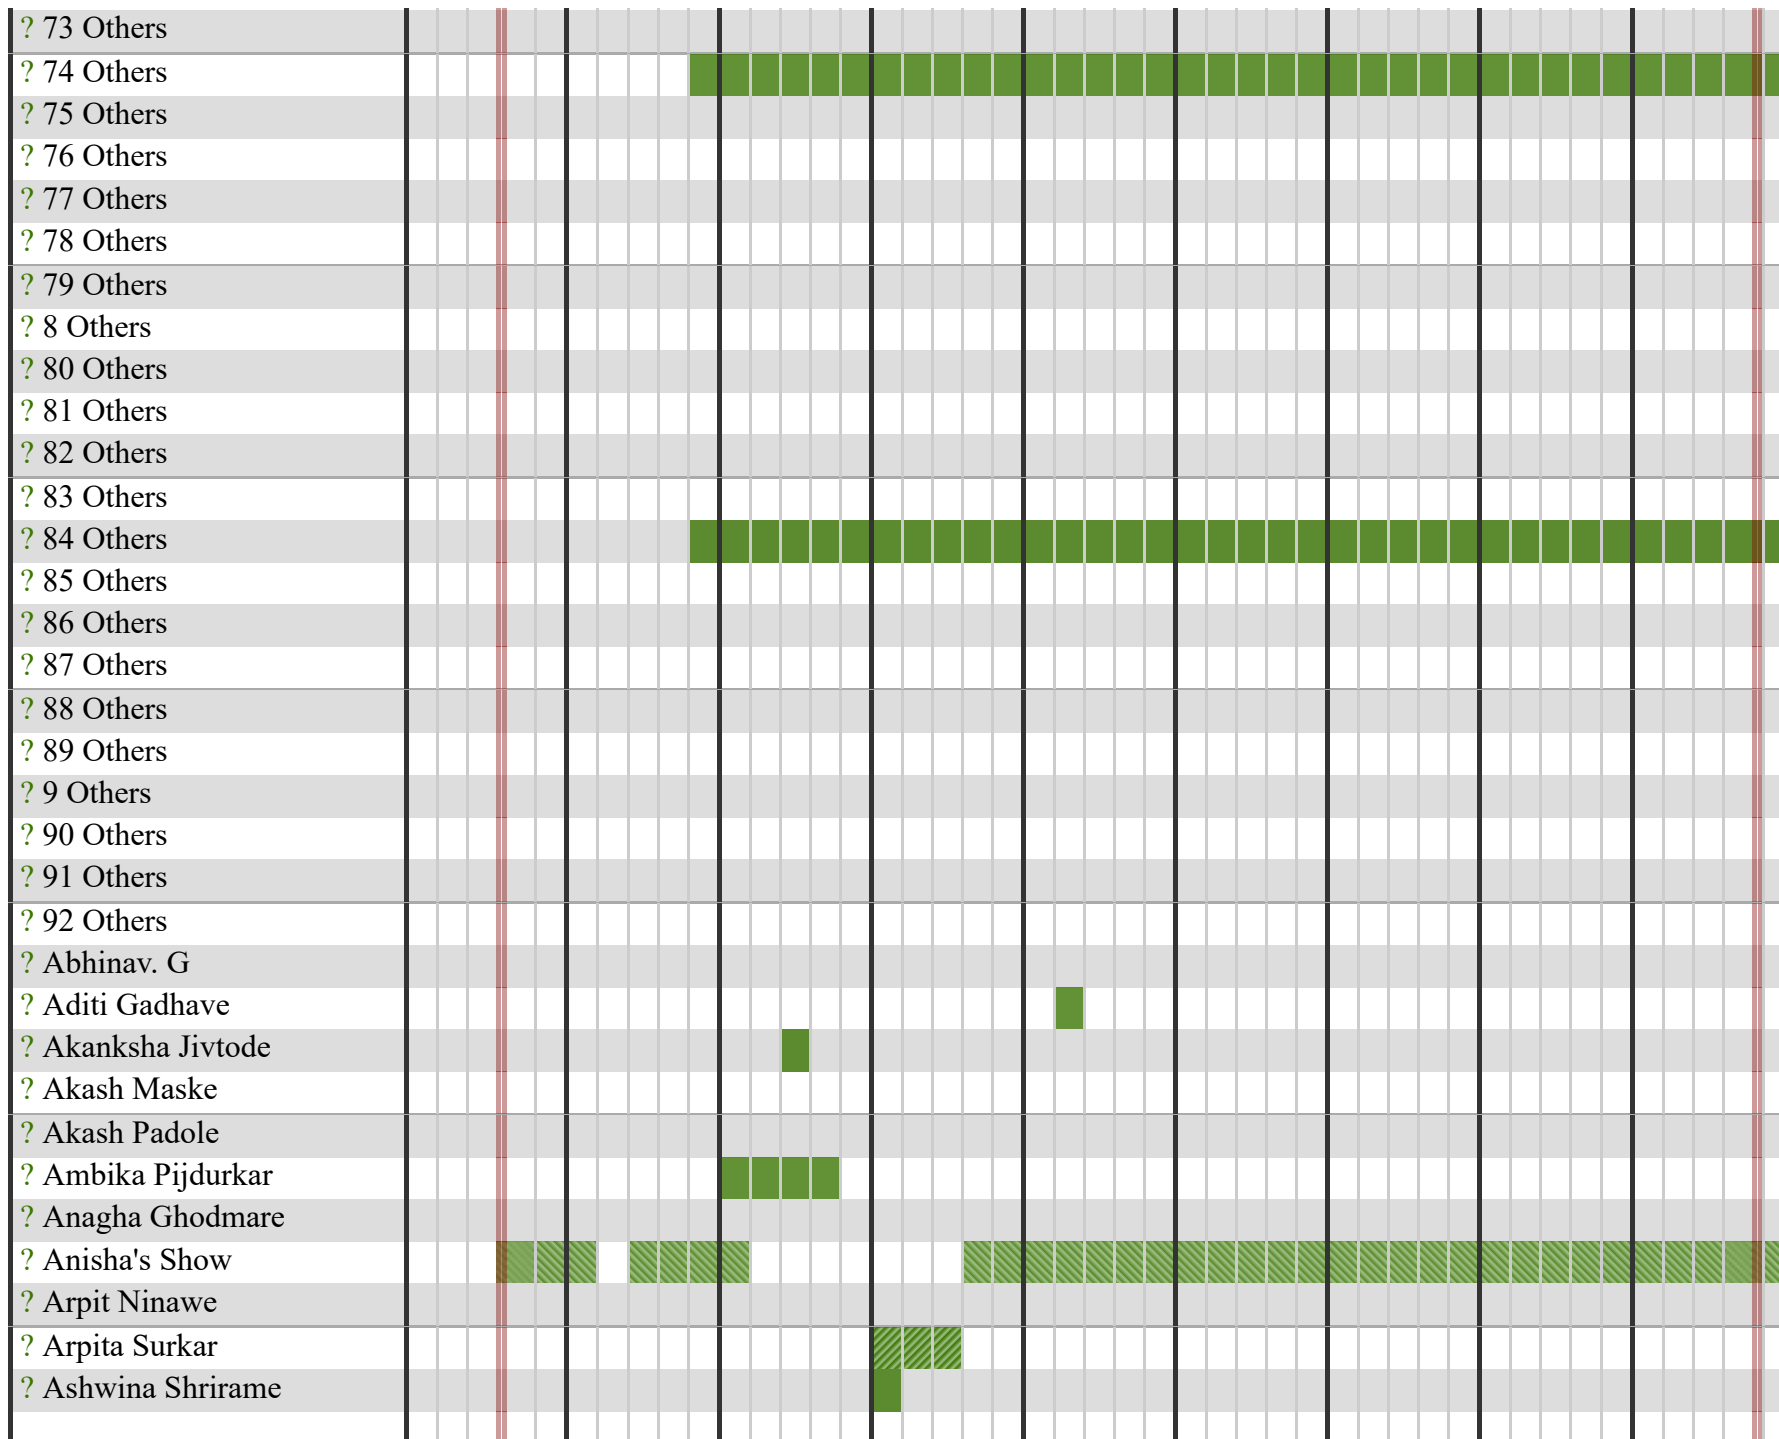 ? 73 Others
? 74 Others
? 75 Others
? 76 Others
? 77 Others
? 78 Others
? 79 Others
? 8 Others
? 80 Others
? 81 Others
? 82 Others
? 83 Others
? 84 Others
? 85 Others
? 86 Others
? 87 Others
? 88 Others
? 89 Others
? 9 Others
? 90 Others
? 91 Others
? 92 Others
? Abhinav. G
? Aditi Gadhave
? Akanksha Jivtode
? Akash Maske
? Akash Padole
? Ambika Pijdurkar
? Anagha Ghodmare
? Anisha's Show
? Arpit Ninawe
? Arpita Surkar
? Ashwina Shrirame